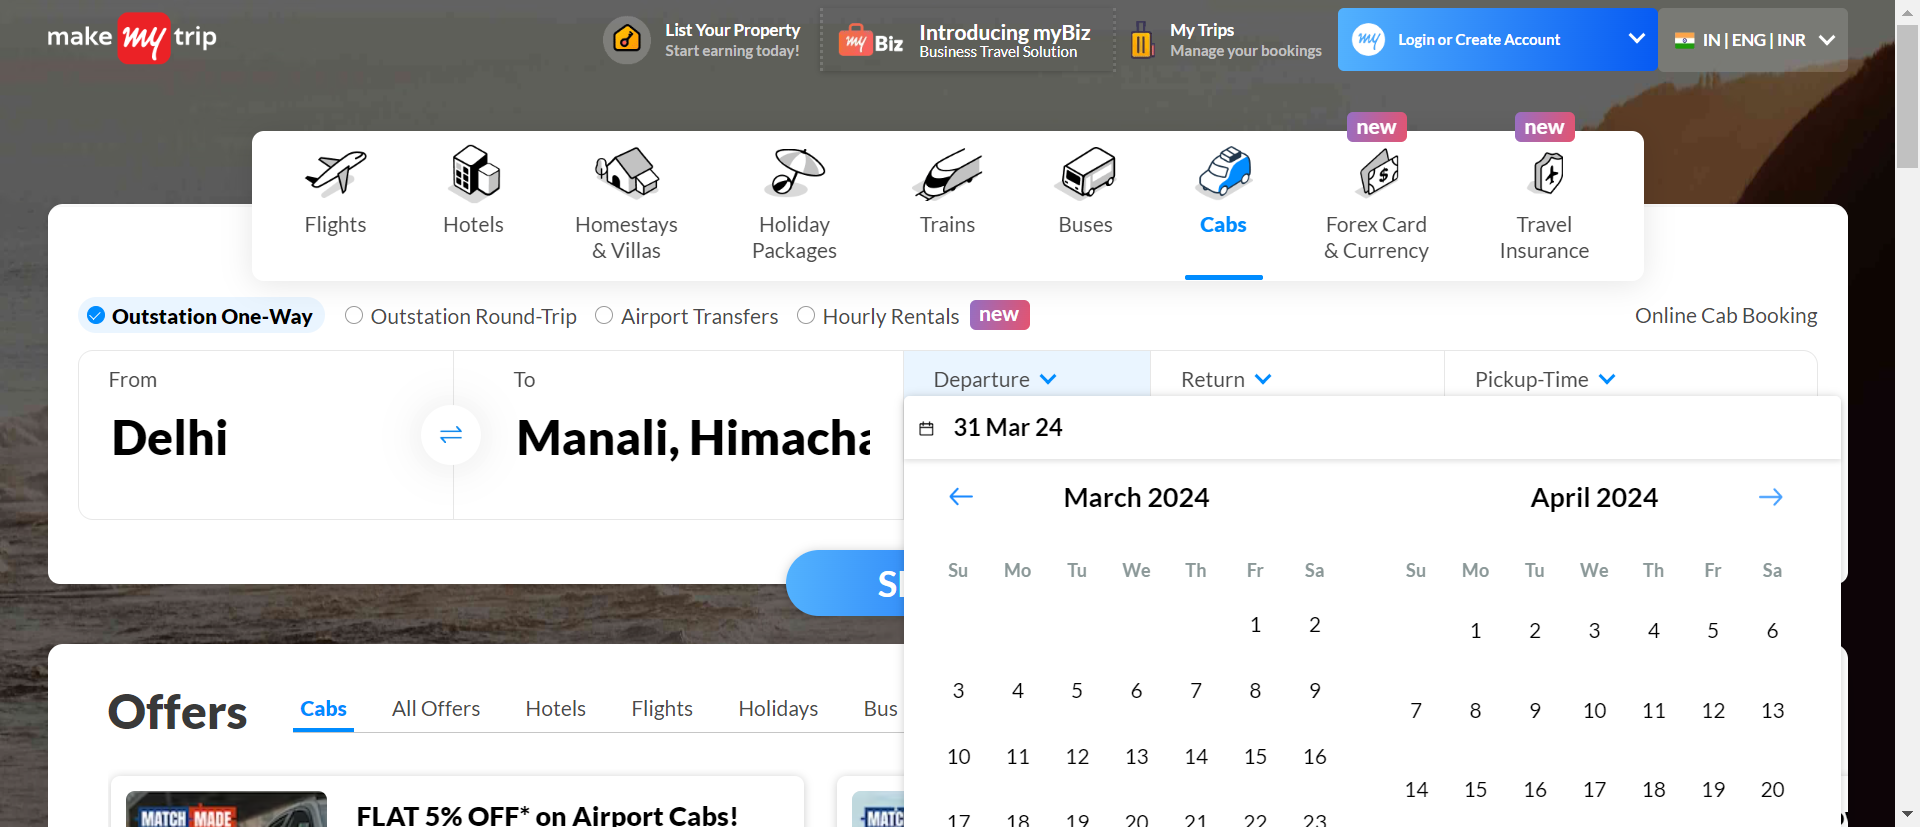 make my trip
List Your Property
Start earning today!
my Biz
Introducing myBiz
Business Travel Solution
My Trips
Manage your bookings
my
Login or Create Account
IN | ENG | INR
new
new
Flights
Hotels
Homestays
& Villas
Holiday
Packages
Trains
Buses
Cabs
Forex Card
& Currency
Travel
Insurance
Outstation One-Way
Outstation Round-Trip
Airport Transfers
Hourly Rentals
new
Online Cab Booking
From
Delhi
To
Manali, Himacha
Departure
Return
Pickup-Time
31 Mar 24
March 2024
April 2024
Su Mo Tu We Th Fr Sa
Su Mo Tu We Th Fr Sa
1 2
1 2 3 4 5 6
3 4 5 6 7 8 9
7 8 9 10 11 12 13
10 11 12 13 14 15 16
14 15 16 17 18 19 20
17 18 19 20 21 22 23
Offers
Cabs
All Offers
Hotels
Flights
Holidays
Bus
MATCH MADE
FLAT 5% OFF* on Airport Cabs!